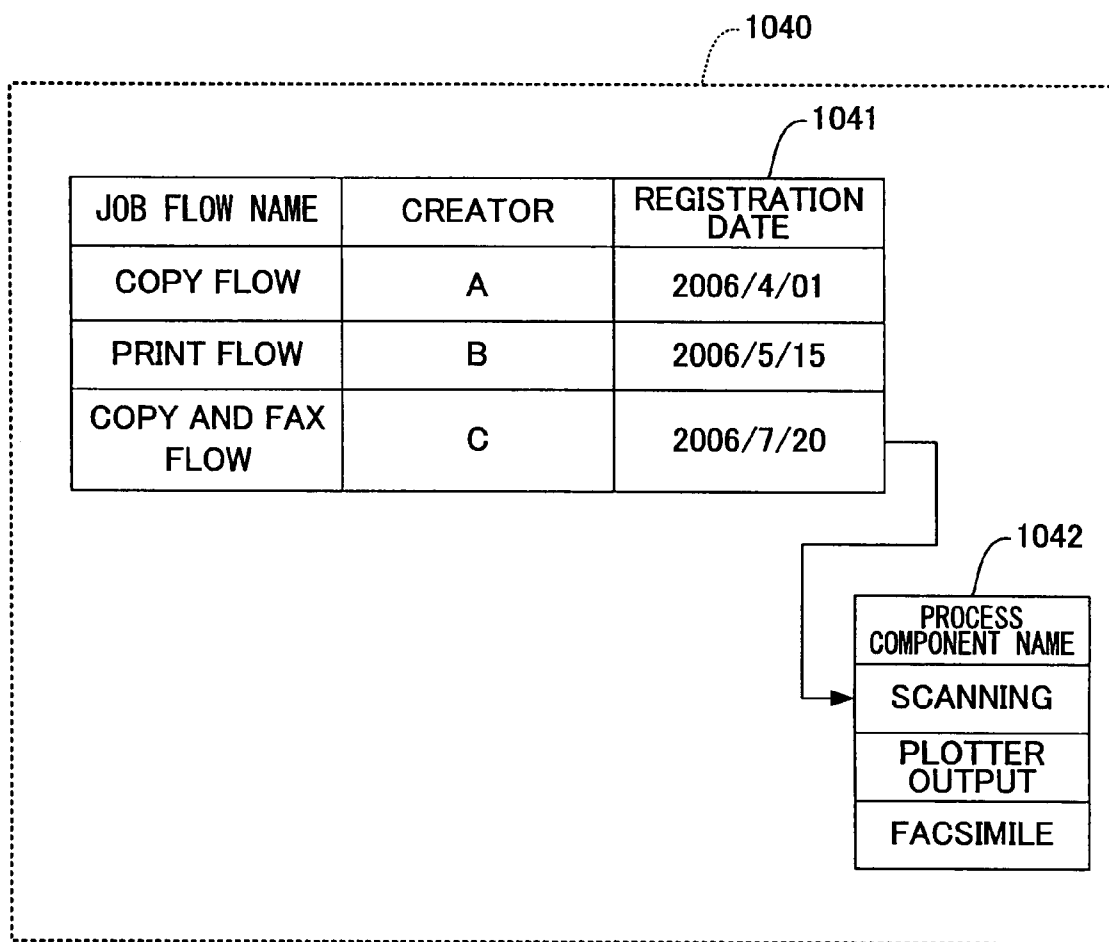 1040
1041
JOB FLOW NAME
CREATOR
REGISTRATION
DATE
COPY FLOW
A
2006/4/01
PRINT FLOW
B
2006/5/15
COPY AND FAX
FLOW
C
2006/7/20
1042
PROCESS
COMPONENT NAME
SCANNING
PLOTTER
OUTPUT
FACSIMILE